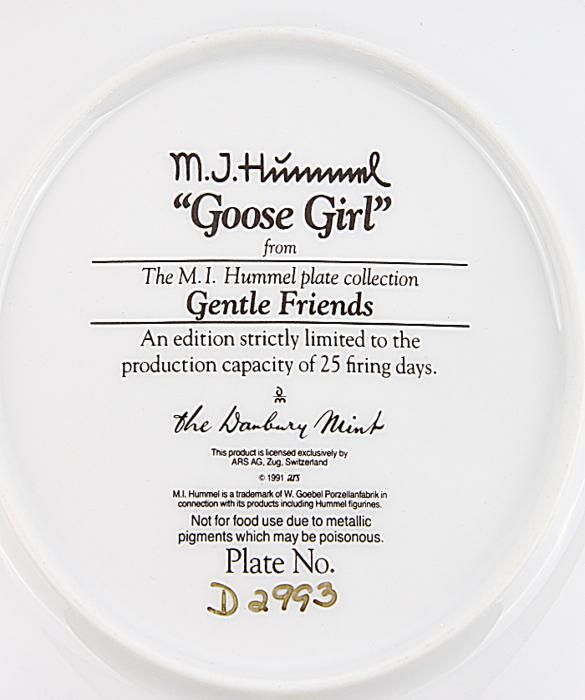 M.J.Hümmel
“Goose Girl”
from
The M. I. Hummel plate collection
Gentle Friends
An edition strictly limited to the
production capacity of 25 firing days.
the Danbury Mint
This product is licensed exclusively by
ARS AG, Zug, Switzerland
© 1991 ars
M.I. Hummel is a trademark of W. Goebel Porzellanfabrik in
connection with its products including Hummel figurines.
Not for food use due to metallic
pigments which may be poisonous.
Plate No.
D 2993